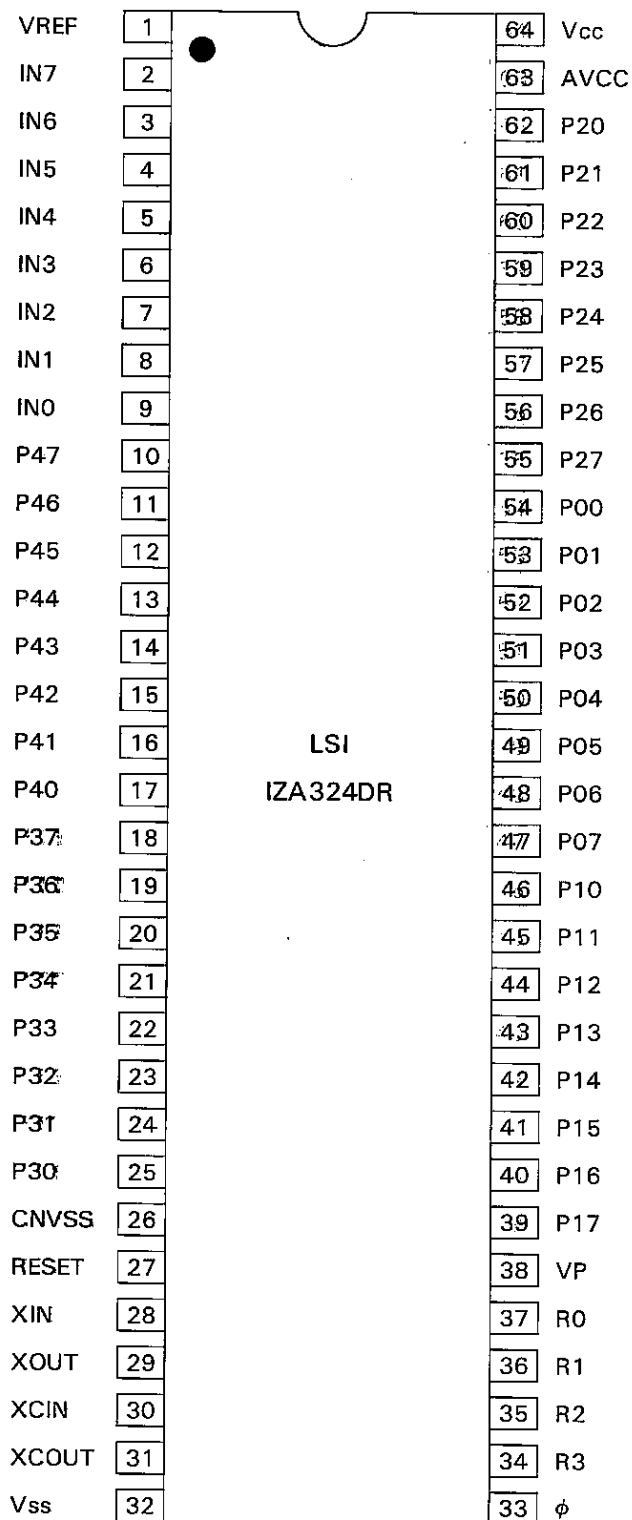 VREF 1 64 Vcc
IN7 2 63 AVCC
IN6 3 62 P20
IN5 4 61 P21
IN4 5 60 P22
IN3 6 59 P23
IN2 7 58 P24
IN1 8 57 P25
IN0 9 56 P26
P47 10 55 P27
P46 11 54 P00
P45 12 53 P01
P44 13 52 P02
P43 14 51 P03
P42 15 50 P04
P41 16 LSI 49 P05
P40 17 IZA324DR 48 P06
P37 18 47 P07
P36 19 46 P10
P35 20 45 P11
P34 21 44 P12
P33 22 43 P13
P32 23 42 P14
P31 24 41 P15
P30 25 40 P16
CNVSS 26 39 P17
RESET 27 38 VP
XIN 28 37 R0
XOUT 29 36 R1
XCIN 30 35 R2
XCOUT 31 34 R3
Vss 32 33 ϕ